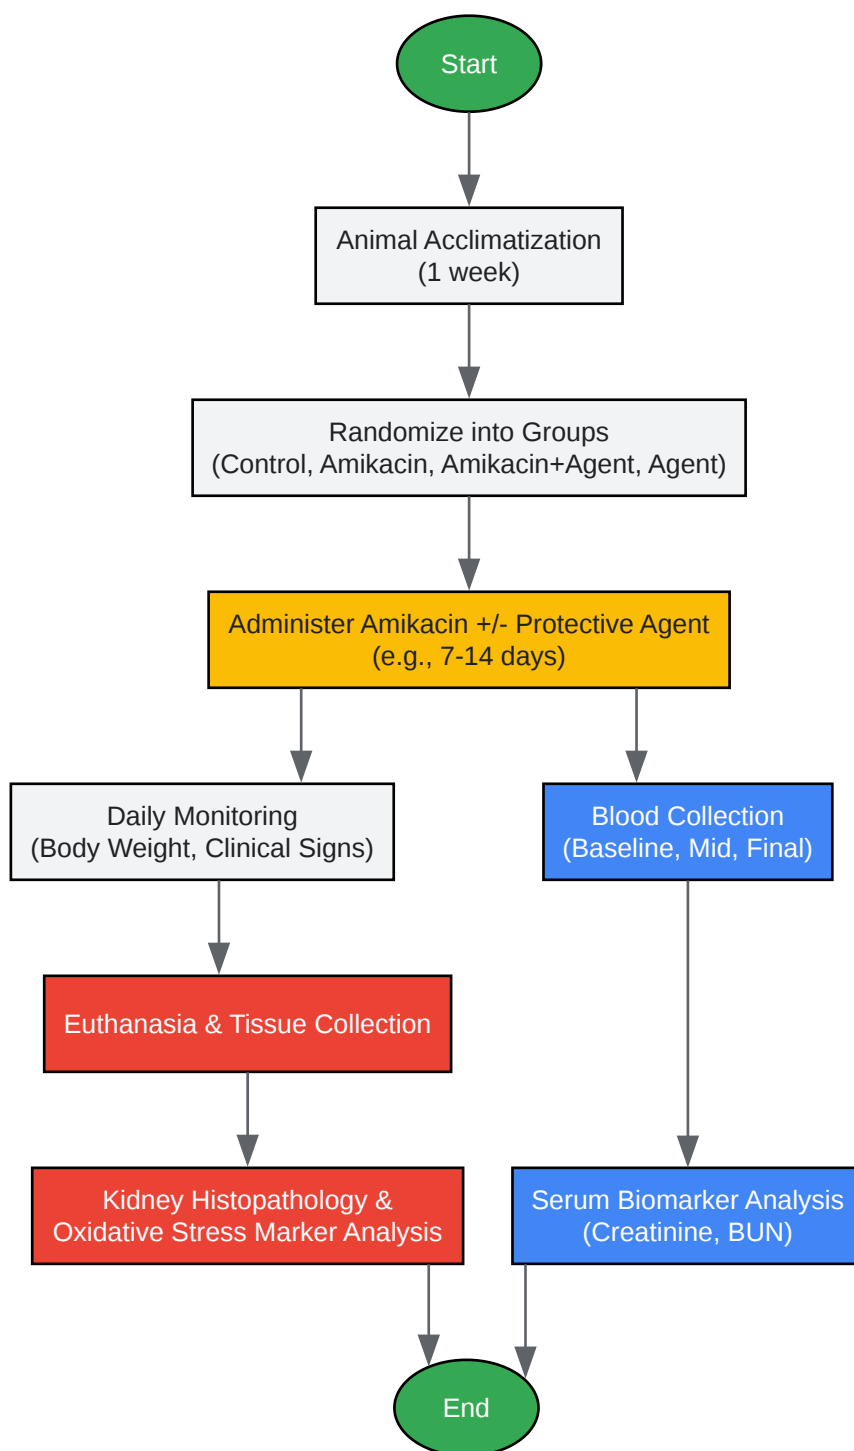 Start
Animal Acclimatization
(1 week)
Randomize into Groups
(Control, Amikacin, Amikacin+Agent, Agent)
Administer Amikacin +/- Protective Agent
(e.g., 7-14 days)
Daily Monitoring
(Body Weight, Clinical Signs)
Blood Collection
(Baseline, Mid, Final)
Euthanasia & Tissue Collection
Kidney Histopathology &
Oxidative Stress Marker Analysis
Serum Biomarker Analysis
(Creatinine, BUN)
End